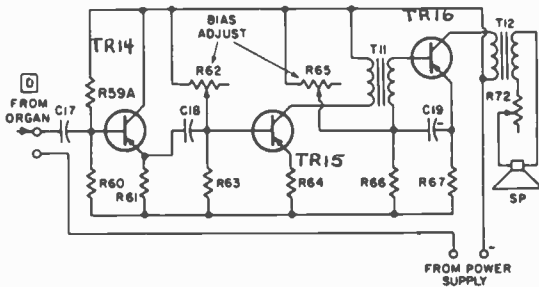 TR16
BIAS
ADJUST
TR14
T11
T12
D
FROM
ORGAN
R59A
R62
R65
R72
C17
C18
C19
-
TR15
R60
R61
R63
R64
R66
R67
SP
-
FROM POWER
SUPPLY